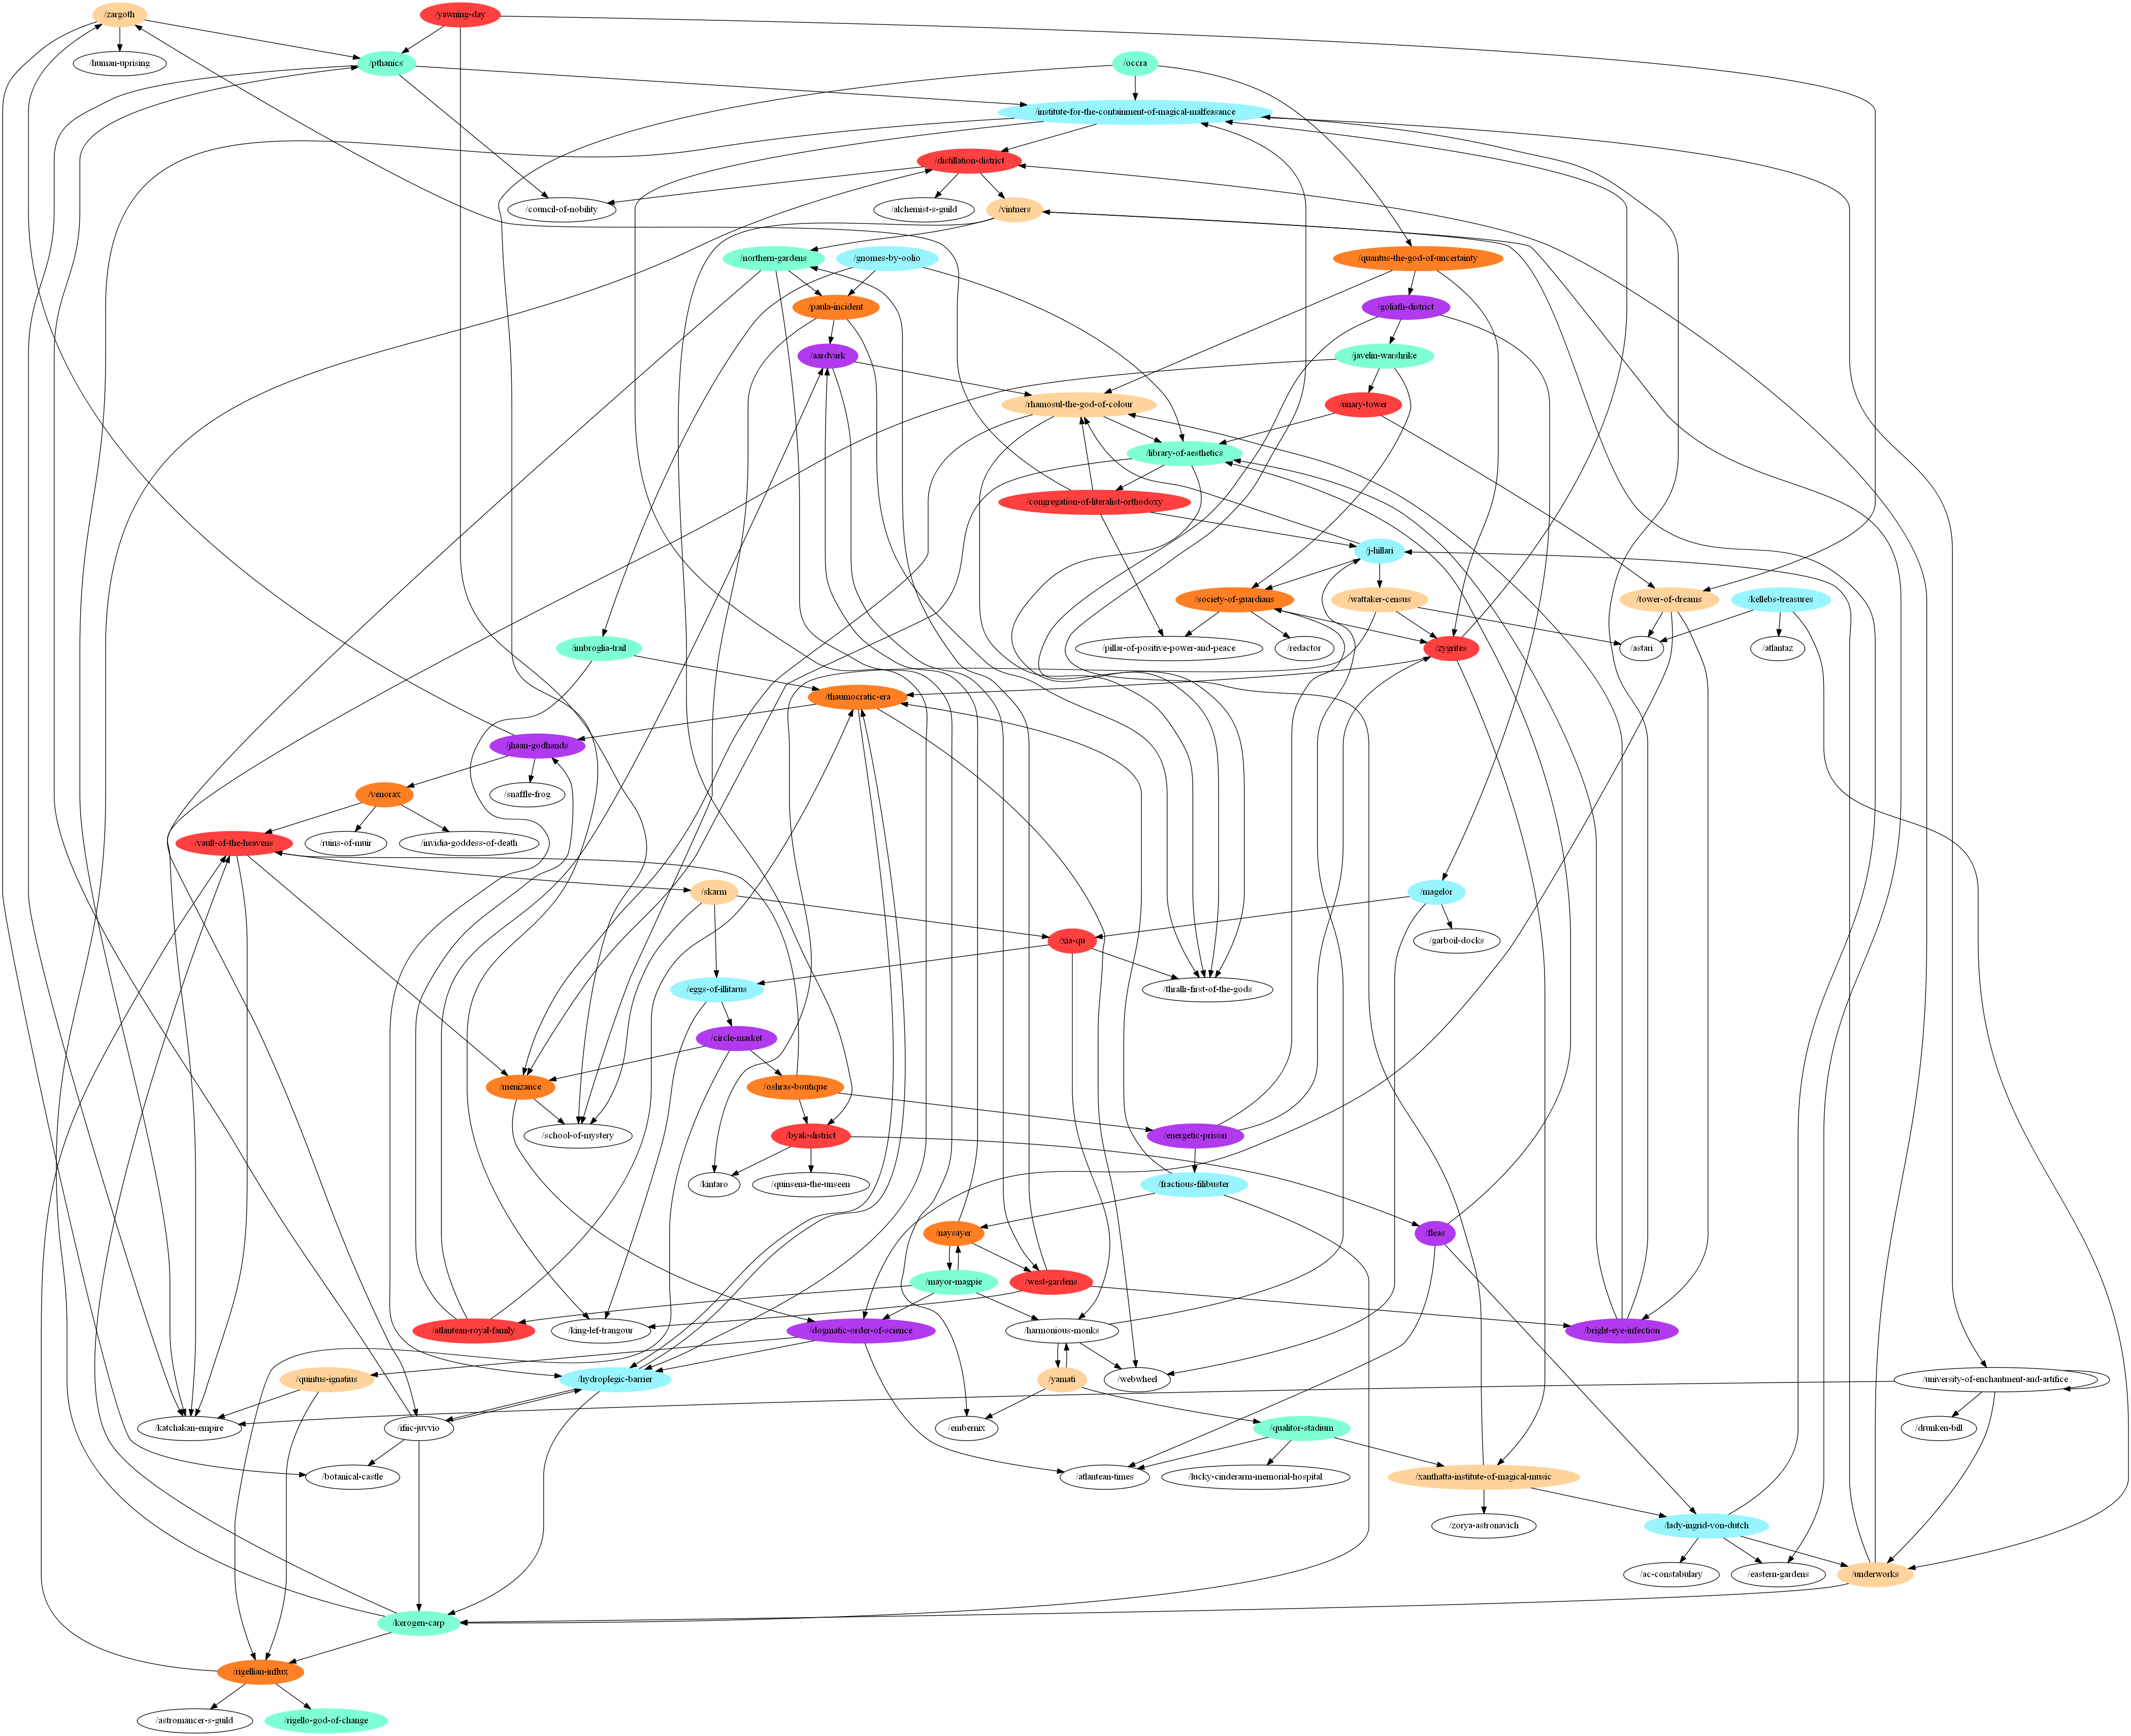 /zargoth
/yawning-day
/human-uprising
/pthanics
/occra
/institute-for-the-containment-of-magical-malfeasance
/distillation-district
/council-of-nobility
/alchemist-s-guild
/vintners
/northern-gardens
/gnomes-by-oolio
/quantus-the-god-of-uncertainty
/paula-incident
/goliath-district
/aardvark
/javelin-warshrike
/rhamosul-the-god-of-colour
/unary-tower
/library-of-aesthetics
/congregation-of-literalist-orthodoxy
/j-hillari
/society-of-guardians
/wattaker-census
/tower-of-dreams
/kellebs-treasures
/imbroglia-trail
/pillar-of-positive-power-and-peace
/redactor
/zygrites
/astari
/atlantaz
/thaumocratic-era
/jhaan-godhands
/venorax
/snaffle-frog
/vault-of-the-heavens
/ruins-of-muir
/invidia-goddess-of-death
/skarm
/magelor
/xia-qu
/garboil-docks
/eggs-of-illitarus
/thrallr-first-of-the-gods
/circle-market
/menizance
/oshras-boutique
/school-of-mystery
/byak-district
/energetic-prison
/kintaro
/quinsena-the-unseen
/fractious-filibuster
/naysayer
/fleas
/mayor-magpie
/west-gardens
/atlantean-royal-family
/king-lef-trangour
/dogmatic-order-of-science
/harmonious-monks
/bright-eye-infection
/quintus-ignatius
/hydroplegic-barrier
/yamati
/webwheel
/university-of-enchantment-and-artifice
/katchakan-empire
/ifiic-juvvio
/embernix
/qualitor-stadium
/drunken-bill
/botanical-castle
/atlantean-times
/lucky-cinderarm-memorial-hospital
/xanthatta-institute-of-magical-music
/zorya-astronavich
/lady-ingrid-von-dutch
/ac-constabulary
/eastern-gardens
/underworks
/kerogen-carp
/rigellian-influx
/astromancer-s-guild
/rigello-god-of-change